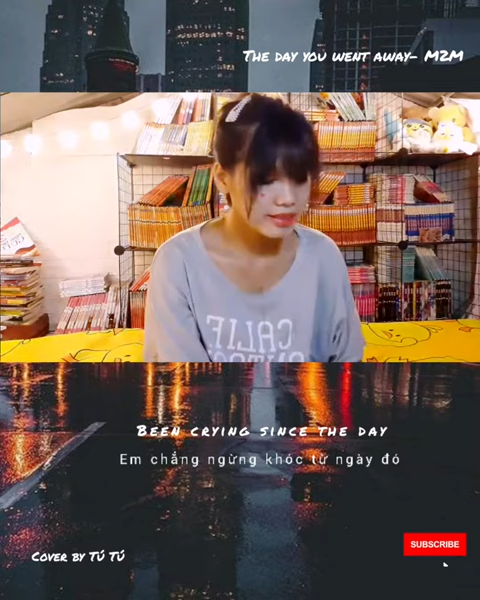 The day you went away- M2M
CALIF
Been crying since the day
Em chẳng ngừng khóc từ ngày đó
SUBSCRIBE
Cover by Tú Tú